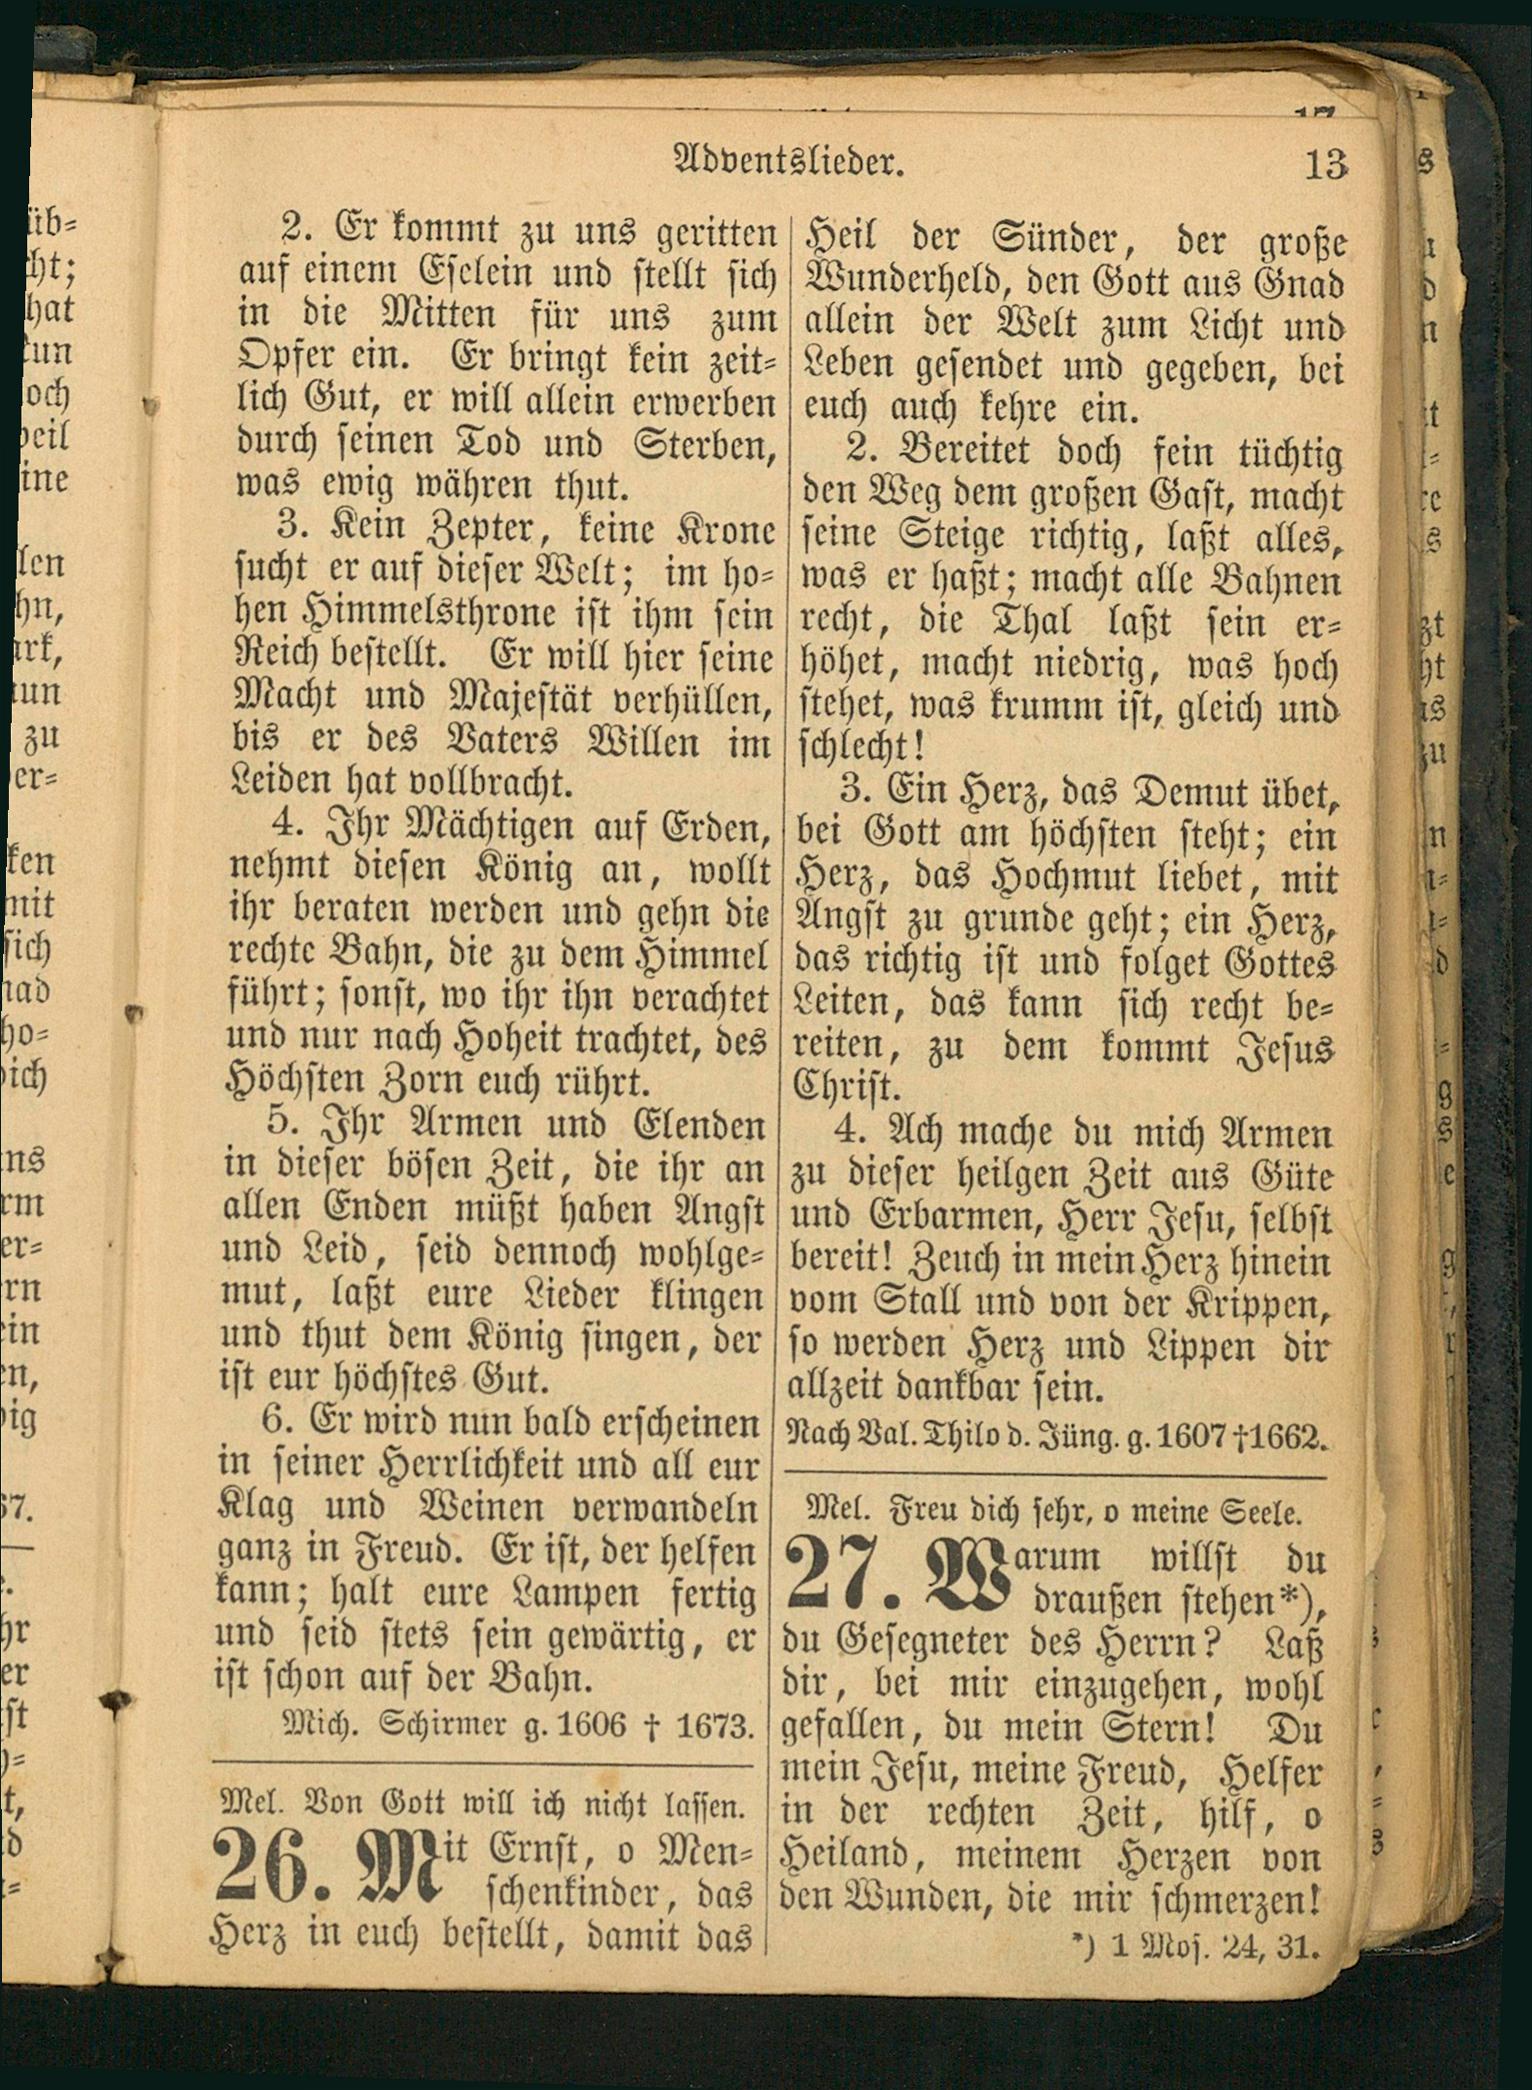 Adventslieder. 13
2. Er kommt zu uns geritten
auf einem Eselein und stellt sich
in die Mitten für uns zum
Opfer ein. Er bringt kein zeit=
lich Gut, er will allein erwerben
durch seinen Tod und Sterben,
was ewig währen thut.
3. Kein Zepter, keine Krone
sucht er auf dieser Welt; im ho=
hen Himmelsthrone ist ihm sein
Reich bestellt. Er will hier seine
Macht und Majestät verhüllen,
bis er des Vaters Willen im
Leiden hat vollbracht.
4. Ihr Mächtigen auf Erden,
nehmt diesen König an, wollt
ihr beraten werden und gehn die
rechte Bahn, die zu dem Himmel
führt; sonst, wo ihr ihn verachtet
und nur nach Hoheit trachtet, des
Höchsten Zorn euch rührt.
5. Ihr Armen und Elenden
in dieser bösen Zeit, die ihr an
allen Enden müßt haben Angst
und Leid, seid dennoch wohlge=
mut, laßt eure Lieder klingen
und thut dem König singen, der
ist eur höchstes Gut.
6. Er wird nun bald erscheinen
in seiner Herrlichkeit und all eur
Klag und Weinen verwandeln
ganz in Freud. Er ist, der helfen
kann; halt eure Lampen fertig
und seid stets sein gewärtig, er
ist schon auf der Bahn.
Mich. Schirmer g. 1606 † 1673.
Mel. Von Gott will ich nicht lassen.
26. Mit Ernst, o Men=
schenkinder, das
Herz in euch bestellt, damit das
Heil der Sünder, der große
Wunderheld, den Gott aus Gnad
allein der Welt zum Licht und
Leben gesendet und gegeben, bei
euch auch kehre ein.
2. Bereitet doch fein tüchtig
den Weg dem großen Gast, macht
seine Steige richtig, laßt alles,
was er haßt; macht alle Bahnen
recht, die Thal laßt sein er=
höhet, macht niedrig, was hoch
stehet, was krumm ist, gleich und
schlecht!
3. Ein Herz, das Demut übet,
bei Gott am höchsten steht; ein
Herz, das Hochmut liebet, mit
Angst zu grunde geht; ein Herz,
das richtig ist und folget Gottes
Leiten, das kann sich recht be=
reiten, zu dem kommt Jesus
Christ.
4. Ach mache du mich Armen
zu dieser heilgen Zeit aus Güte
und Erbarmen, Herr Jesu, selbst
bereit! Zeuch in mein Herz hinein
vom Stall und von der Krippen,
so werden Herz und Lippen dir
allzeit dankbar sein.
Nach Val. Thilo d. Jüng. g. 1607 †1662.
Mel. Freu dich sehr, o meine Seele.
27. Warum willst du
draußen stehen*),
du Gesegneter des Herrn? Laß
dir, bei mir einzugehen, wohl
gefallen, du mein Stern! Du
mein Jesu, meine Freud, Helfer
in der rechten Zeit, hilf, o
Heiland, meinem Herzen von
den Wunden, die mir schmerzen!
*) 1 Mos. 24, 31.